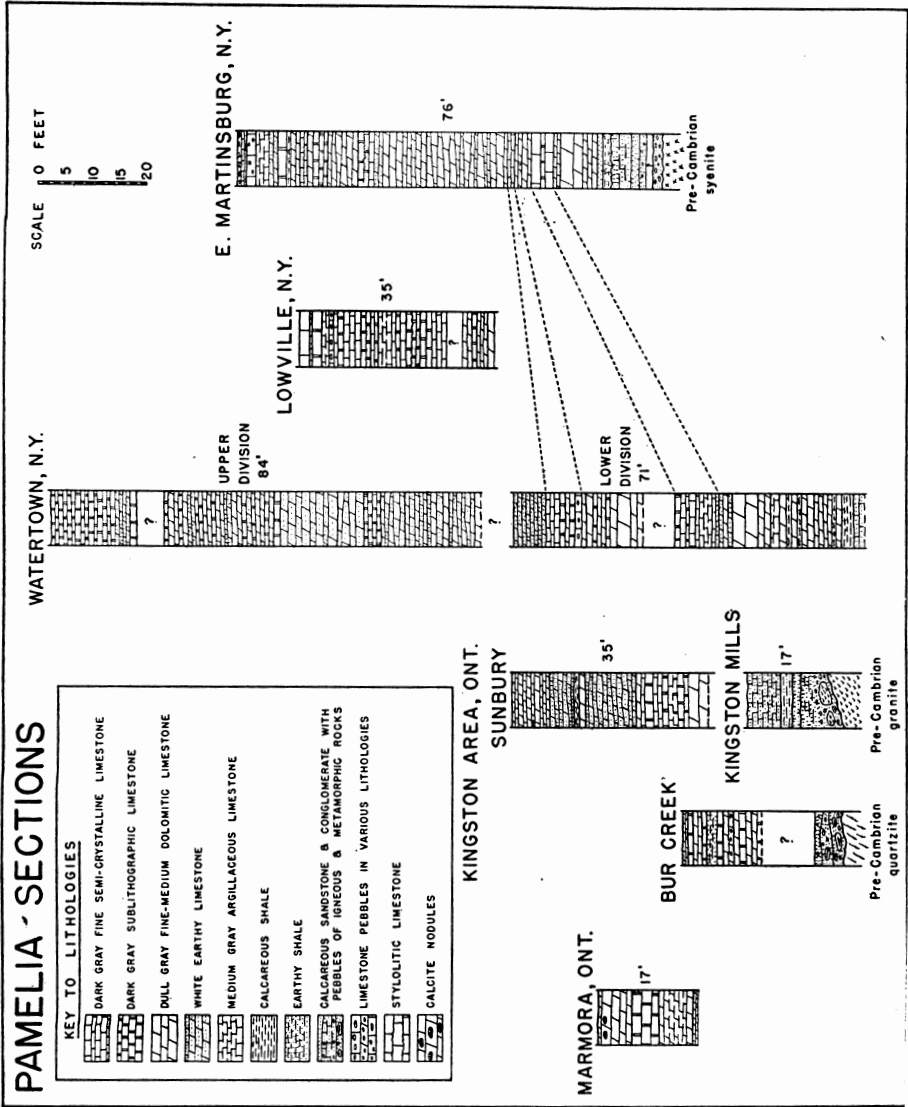 PAMELIA - SECTIONS
KEY TO LITHOLOGIES
DARK GRAY FINE SEMI-CRYSTALLINE LIMESTONE
DARK GRAY SUBLITHOGRAPHIC LIMESTONE
DULL GRAY FINE-MEDIUM DOLOMITIC LIMESTONE
WHITE EARTHY LIMESTONE
MEDIUM GRAY ARGILLACEOUS LIMESTONE
CALCAREOUS SHALE
EARTHY SHALE
CALCAREOUS SANDSTONE & CONGLOMERATE WITH
PEBBLES OF IGNEOUS & METAMORPHIC ROCKS
LIMESTONE PEBBLES IN VARIOUS LITHOLOGIES
STYLOLITIC LIMESTONE
CALCITE NODULES
MARMORA, ONT.
17'
KINGSTON AREA, ONT.
SUNBURY
35'
BUR CREEK
?
Pre-Cambrian
quartzite
KINGSTON MILLS
17'
Pre-Cambrian
granite
WATERTOWN, N.Y.
?
UPPER
DIVISION
84'
?
LOWER
DIVISION
71'
?
LOWVILLE, N.Y.
35'
?
E. MARTINSBURG, N.Y.
76'
Pre-Cambrian
syenite
SCALE 0 FEET
5
10
15
20